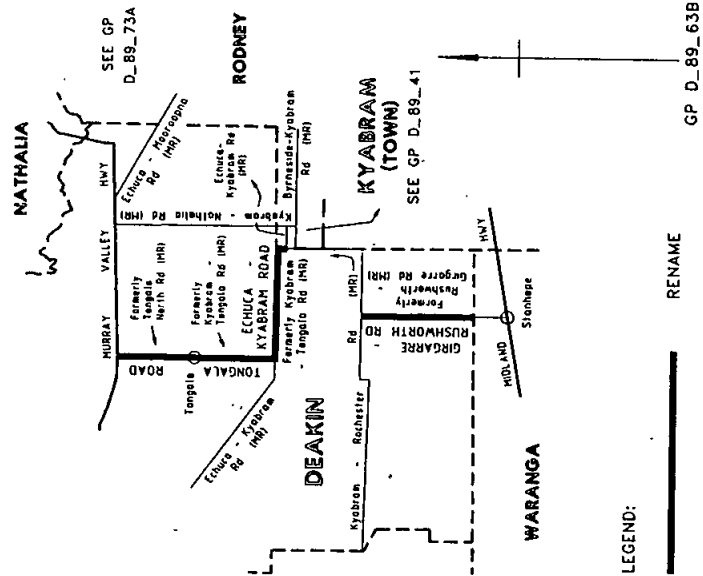 NATHALIA
SEE GP
D_89_73A
RODNEY
MURRAY VALLEY HWY
Echuca - Mooroopna
Rd (MR)
Formerly
Tongala
North Rd (MR)
Formerly
Kyabram -
Tongala Rd (MR)
Kyabram - Nathalia Rd (MR)
Echuca-
Kyabram Rd
(MR)
Byrneside-Kyabram
Rd (MR)
TONGALA ROAD
Tongala
ECHUCA -
KYABRAM ROAD
Formerly Kyabram
- Tongala Rd (MR)
Echuca - Kyabram
Rd (MR)
KYABRAM
(TOWN)
SEE GP D_89_41
DEAKIN
Kyabram - Rochester Rd (MR)
GIRGARRE
RUSHWORTH RD
Formerly
Rushworth
Girgarre Rd (MR)
MIDLAND HWY
Stanhope
WARANGA
LEGEND:
RENAME
GP D_89_63B